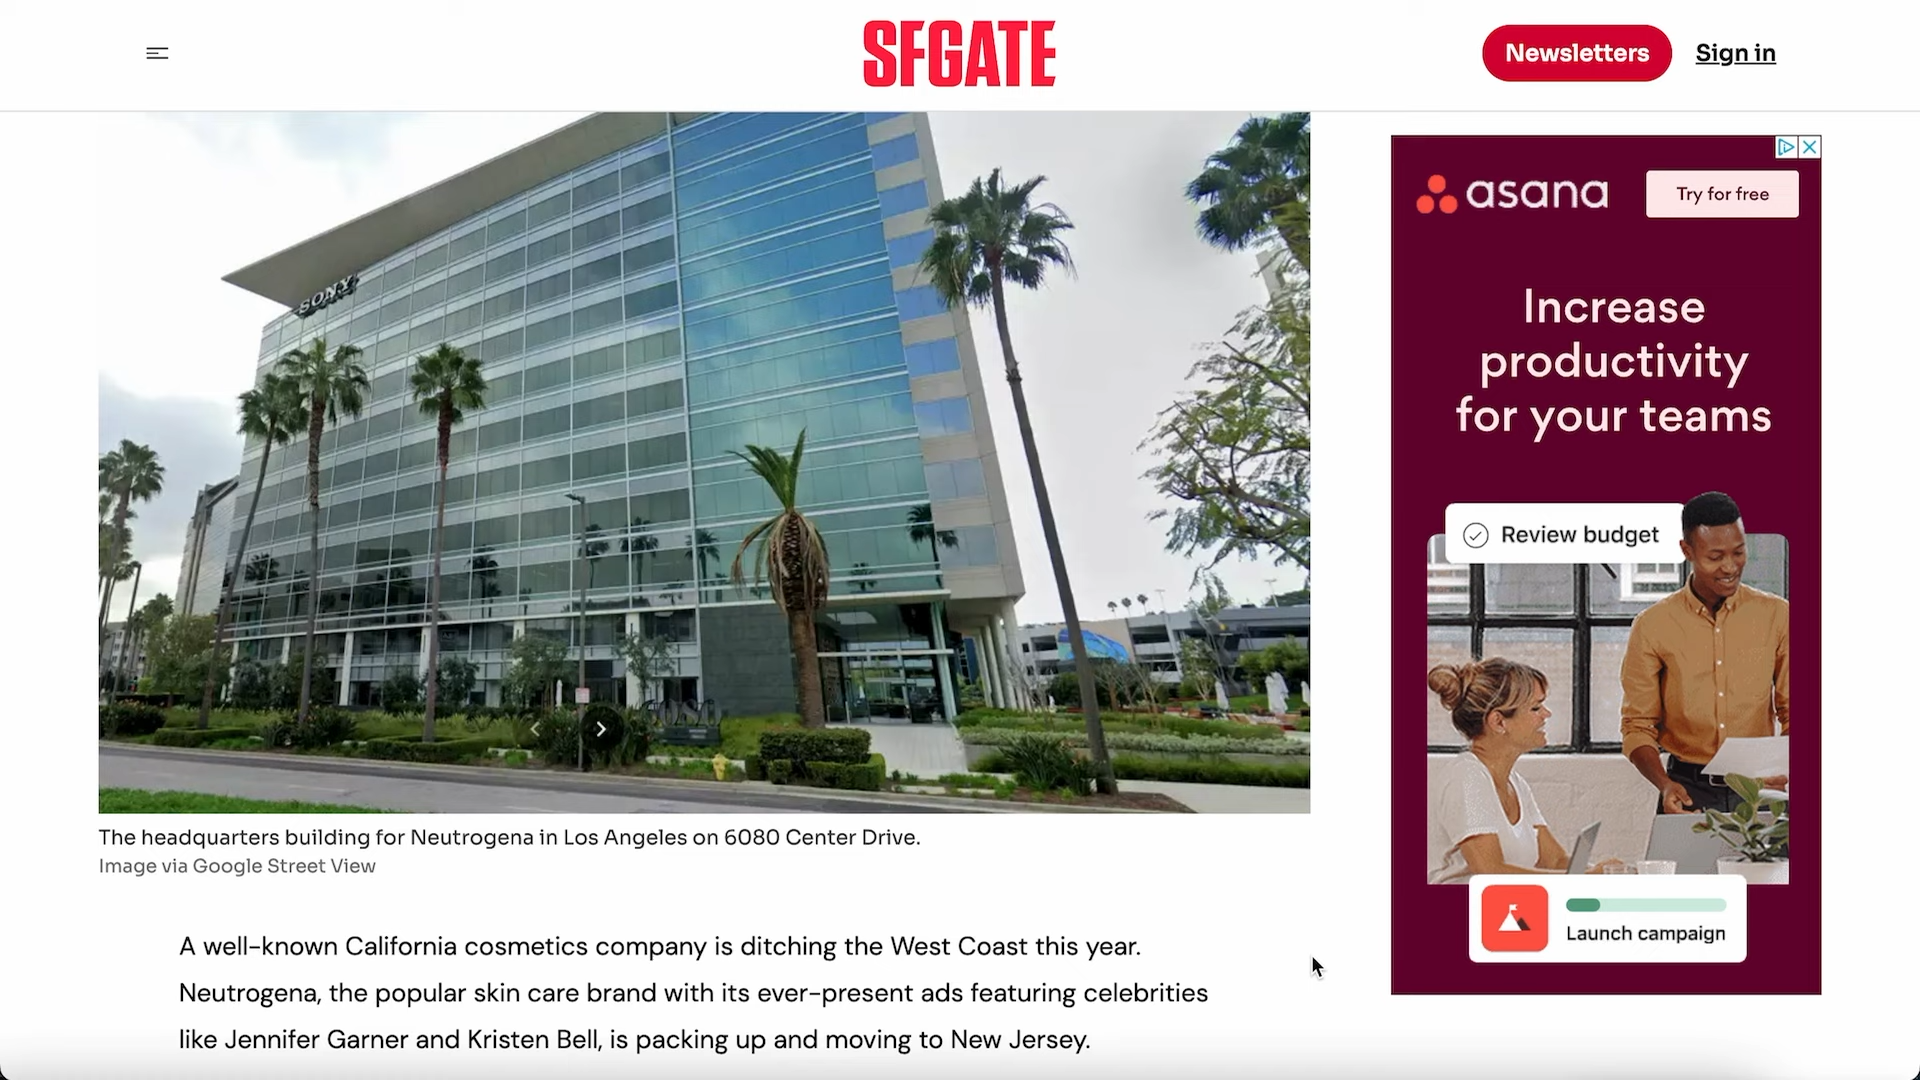 SFGATE
Newsletters
Sign in
SONY
6080
The headquarters building for Neutrogena in Los Angeles on 6080 Center Drive.
Image via Google Street View
A well-known California cosmetics company is ditching the West Coast this year.
Neutrogena, the popular skin care brand with its ever-present ads featuring celebrities
like Jennifer Garner and Kristen Bell, is packing up and moving to New Jersey.
asana
Try for free
Increase
productivity
for your teams
Review budget
Launch campaign